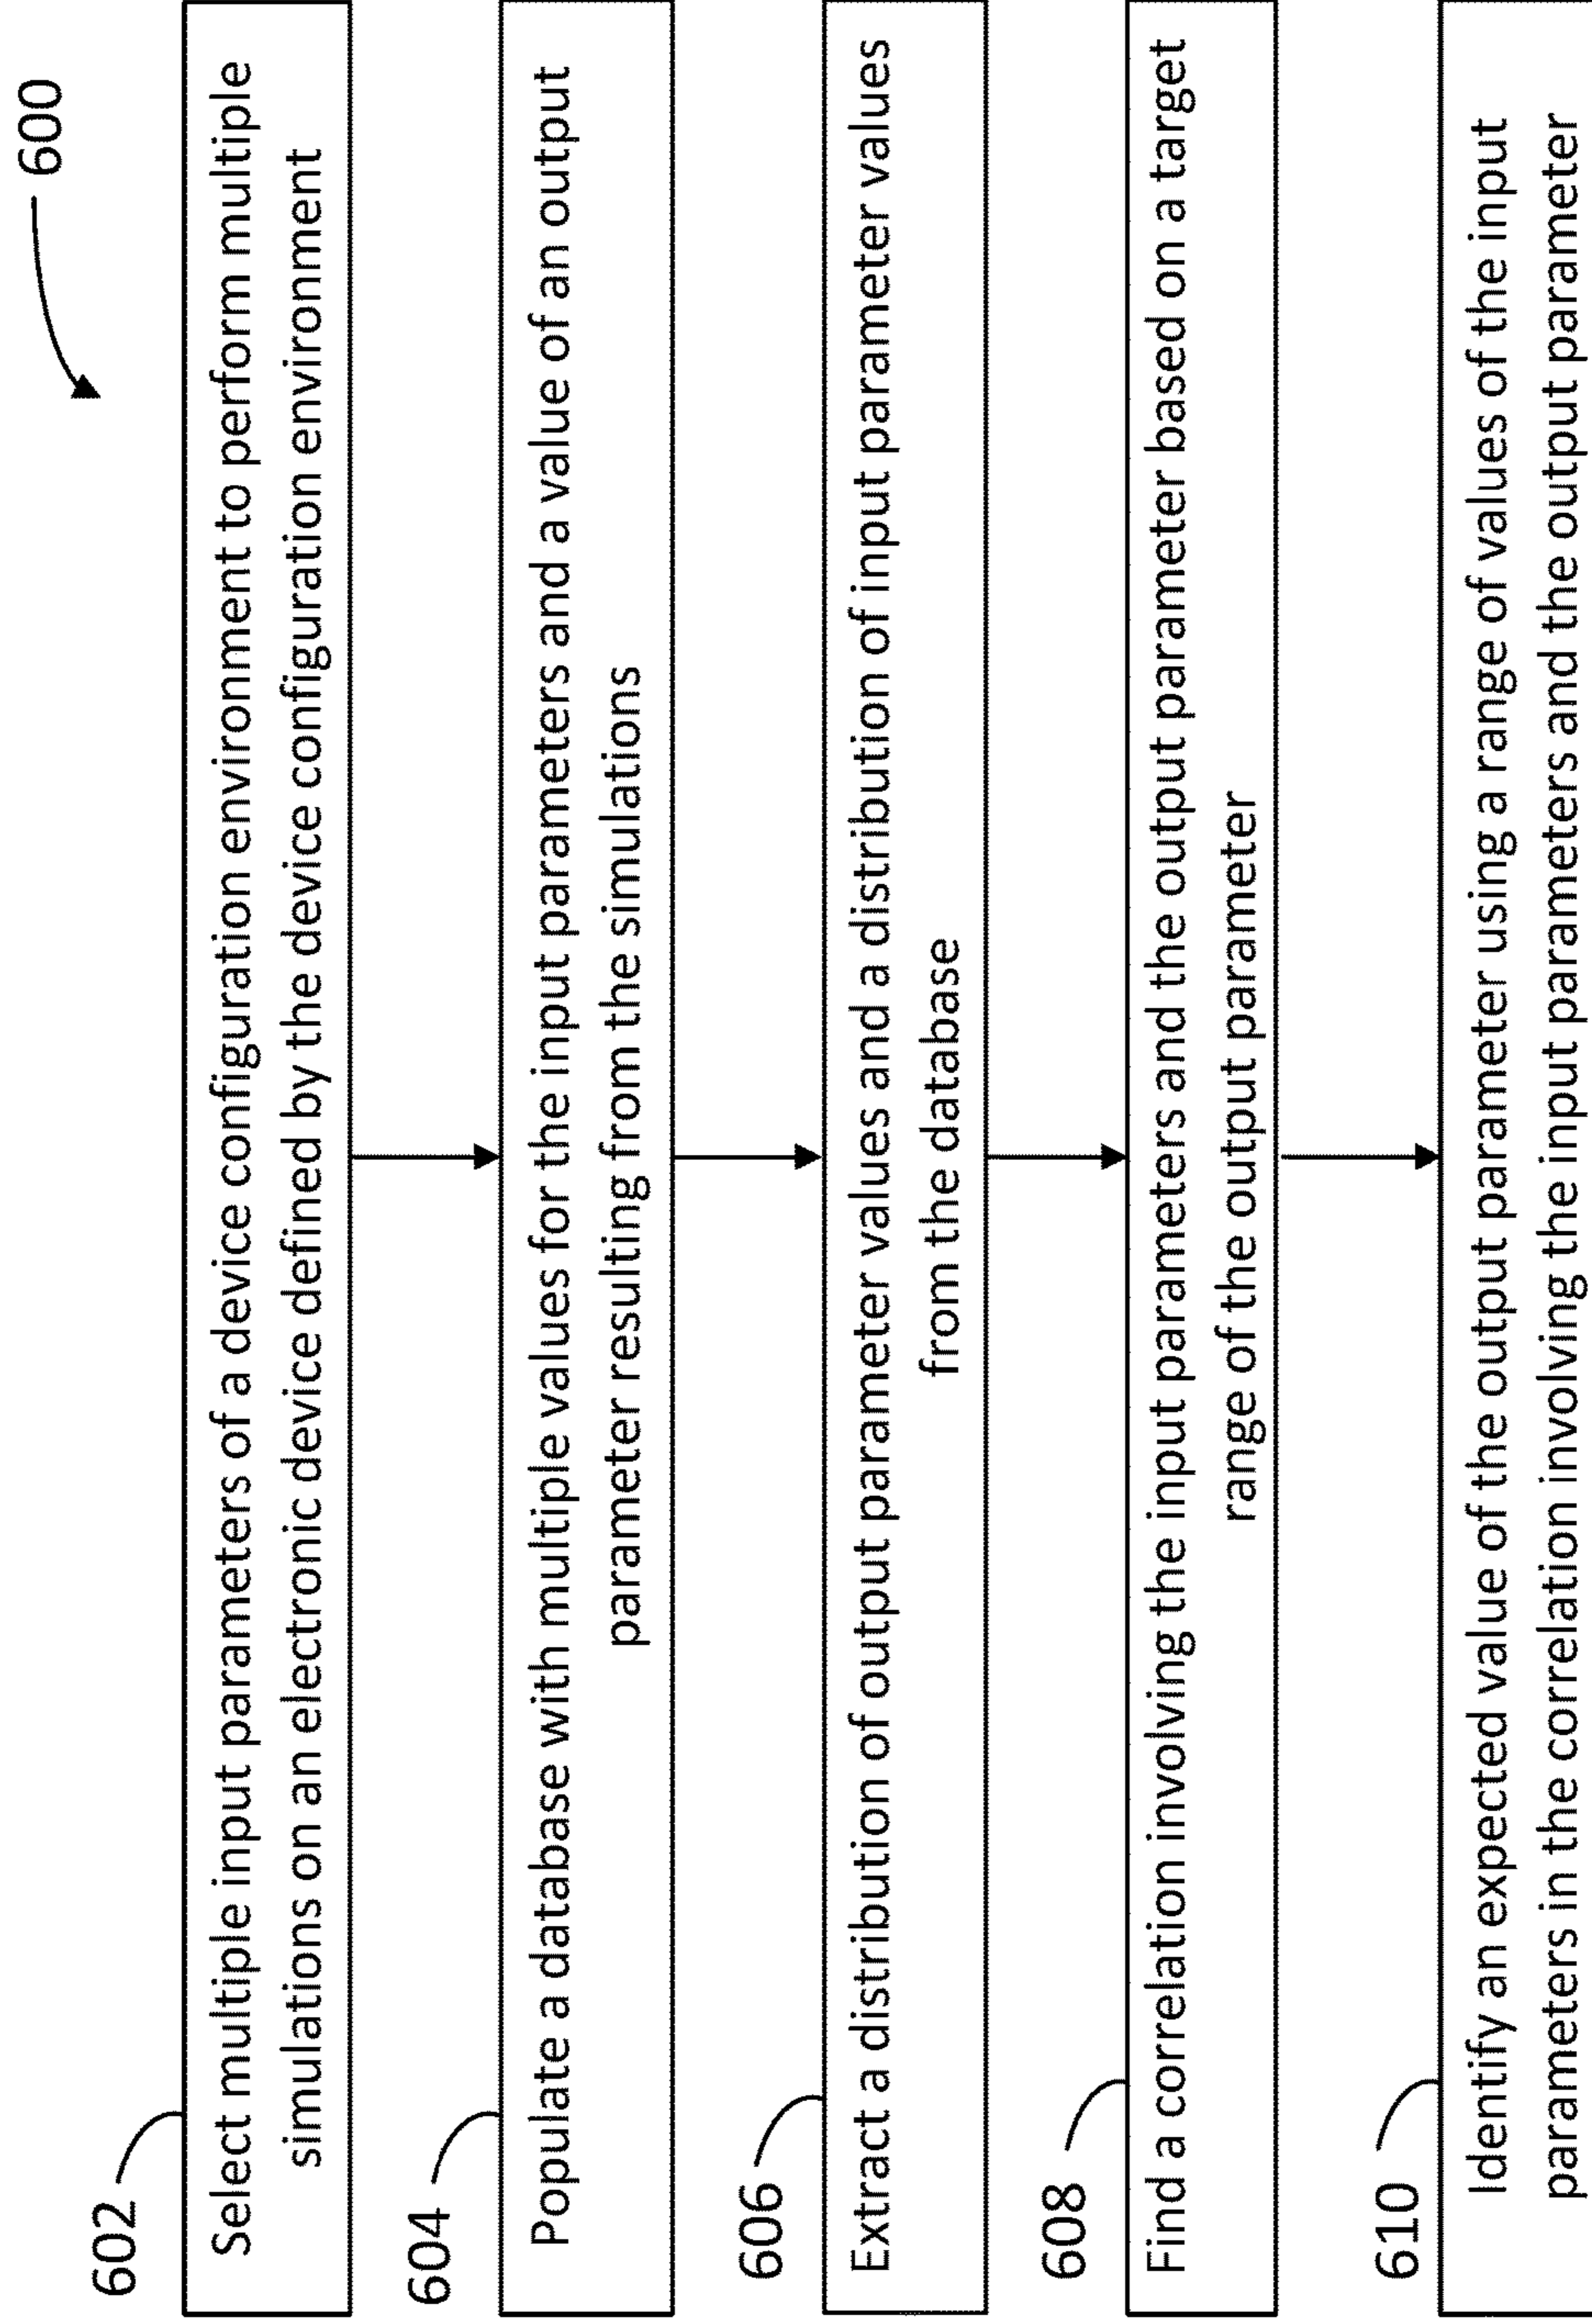 600
602
Select multiple input parameters of a device configuration environment to perform multiple
simulations on an electronic device defined by the device configuration environment
604
Populate a database with multiple values for the input parameters and a value of an output
parameter resulting from the simulations
606
Extract a distribution of output parameter values and a distribution of input parameter values
from the database
608
Find a correlation involving the input parameters and the output parameter based on a target
range of the output parameter
610
Identify an expected value of the output parameter using a range of values of the input
parameters in the correlation involving the input parameters and the output parameter